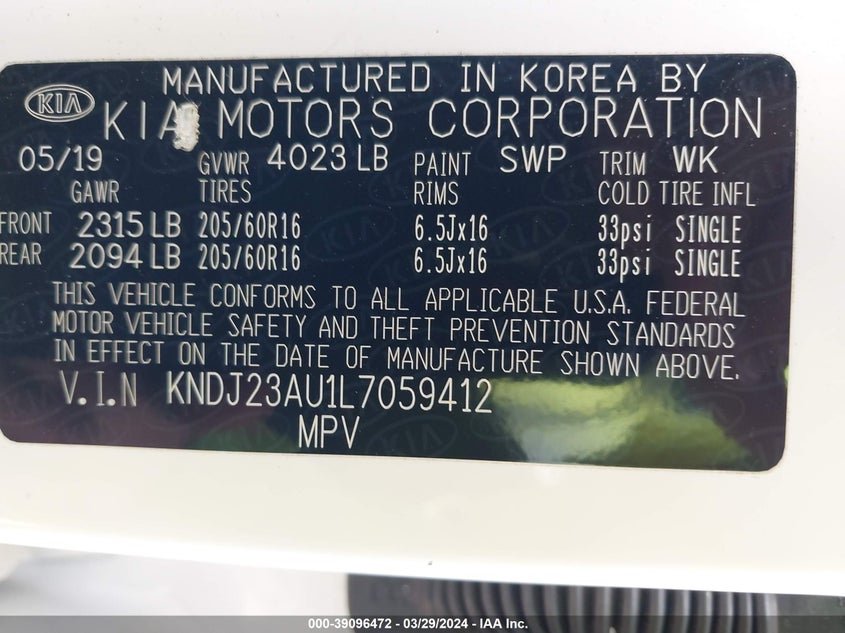 KIA MANUFACTURED IN KOREA BY
KIA MOTORS CORPORATION
05/19 GVWR 4023 LB PAINT SWP TRIM WK
GAWR TIRES RIMS COLD TIRE INFL
FRONT 2315 LB 205/60R16 6.5Jx16 33psi SINGLE
REAR 2094 LB 205/60R16 6.5Jx16 33psi SINGLE
THIS VEHICLE CONFORMS TO ALL APPLICABLE U.S.A. FEDERAL
MOTOR VEHICLE SAFETY AND THEFT PREVENTION STANDARDS
IN EFFECT ON THE DATE OF MANUFACTURE SHOWN ABOVE.
V.I.N KNDJ23AU1L7059412
MPV
000-39096472 - 03/29/2024 - IAA, Inc.